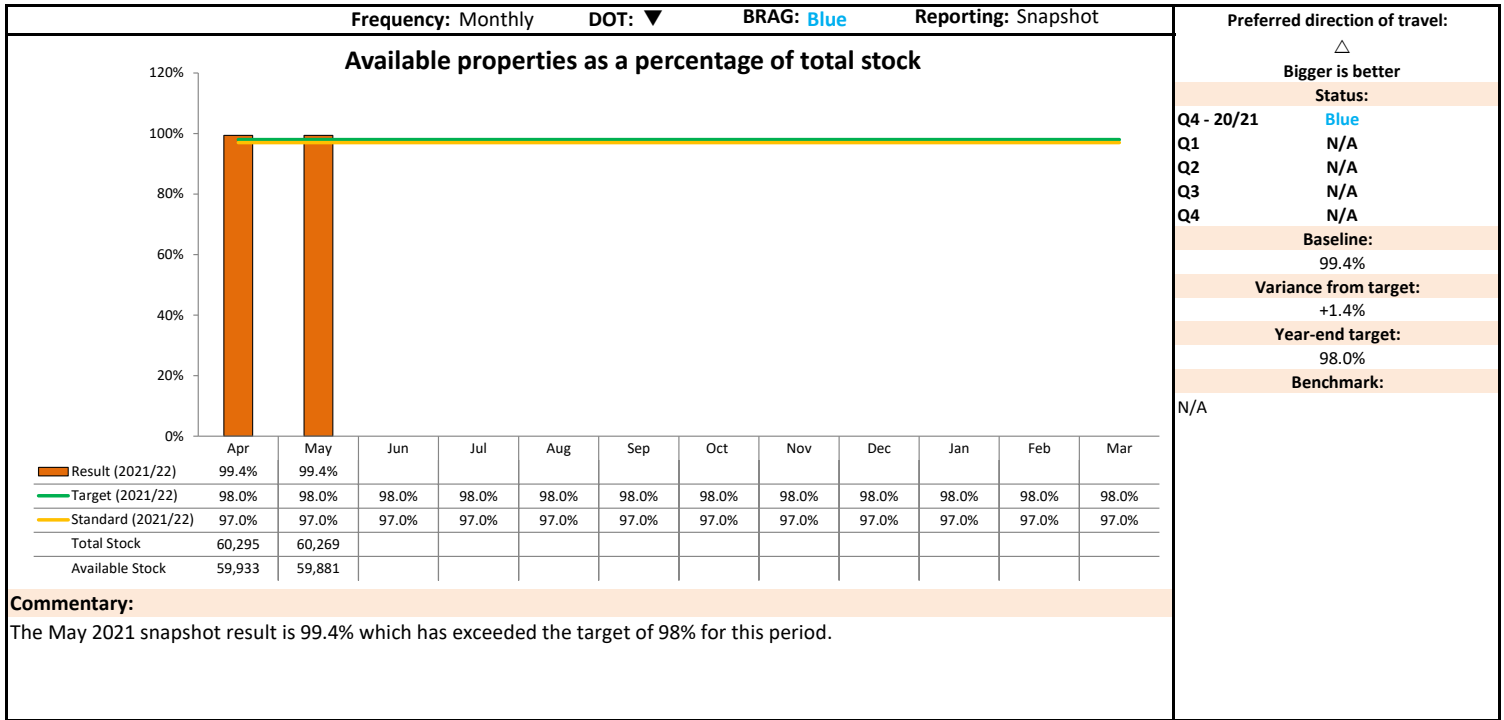 Frequency: Monthly DOT: ▼ BRAG: Blue Reporting: Snapshot
Available properties as a percentage of total stock
120%
100%
80%
60%
40%
20%
0%
Apr May Jun Jul Aug Sep Oct Nov Dec Jan Feb Mar
Result (2021/22) 99.4% 99.4%
Target (2021/22) 98.0% 98.0% 98.0% 98.0% 98.0% 98.0% 98.0% 98.0% 98.0% 98.0% 98.0% 98.0%
Standard (2021/22) 97.0% 97.0% 97.0% 97.0% 97.0% 97.0% 97.0% 97.0% 97.0% 97.0% 97.0% 97.0%
Total Stock 60,295 60,269
Available Stock 59,933 59,881
Commentary:
The May 2021 snapshot result is 99.4% which has exceeded the target of 98% for this period.
Preferred direction of travel:
△
Bigger is better
Status:
Q4 - 20/21 Blue
Q1 N/A
Q2 N/A
Q3 N/A
Q4 N/A
Baseline:
99.4%
Variance from target:
+1.4%
Year-end target:
98.0%
Benchmark:
N/A